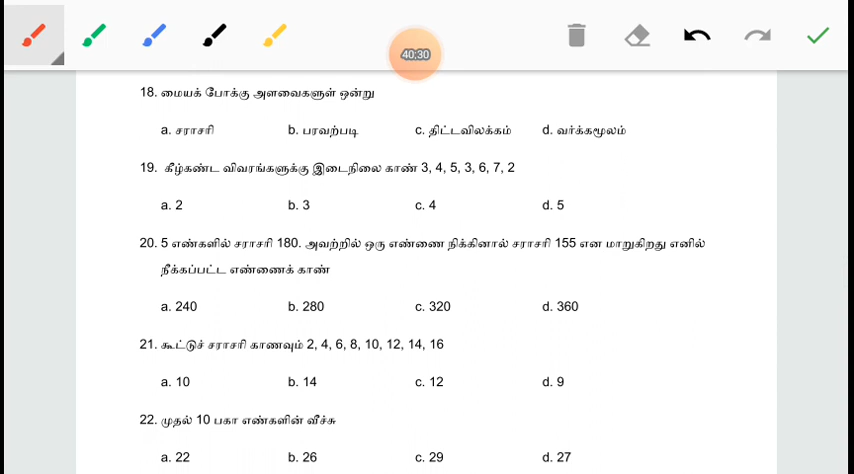 40:30
18. மையக் போக்கு அளவைகளுள் ஒன்று
a. சராசரி b. பரவற்படி c. திட்டவிலக்கம் d. வர்க்கமூலம்
19. கீழ்கண்ட விவரங்களுக்கு இடைநிலை காண் 3, 4, 5, 3, 6, 7, 2
a. 2 b. 3 c. 4 d. 5
20. 5 எண்களில் சராசரி 180. அவற்றில் ஒரு எண்ணை நிக்கினால் சராசரி 155 என மாறுகிறது எனில்
நீக்கப்பட்ட எண்ணைக் காண்
a. 240 b. 280 c. 320 d. 360
21. கூட்டுச் சராசரி காணவும் 2, 4, 6, 8, 10, 12, 14, 16
a. 10 b. 14 c. 12 d. 9
22. முதல் 10 பகா எண்களின் வீச்சு
a. 22 b. 26 c. 29 d. 27